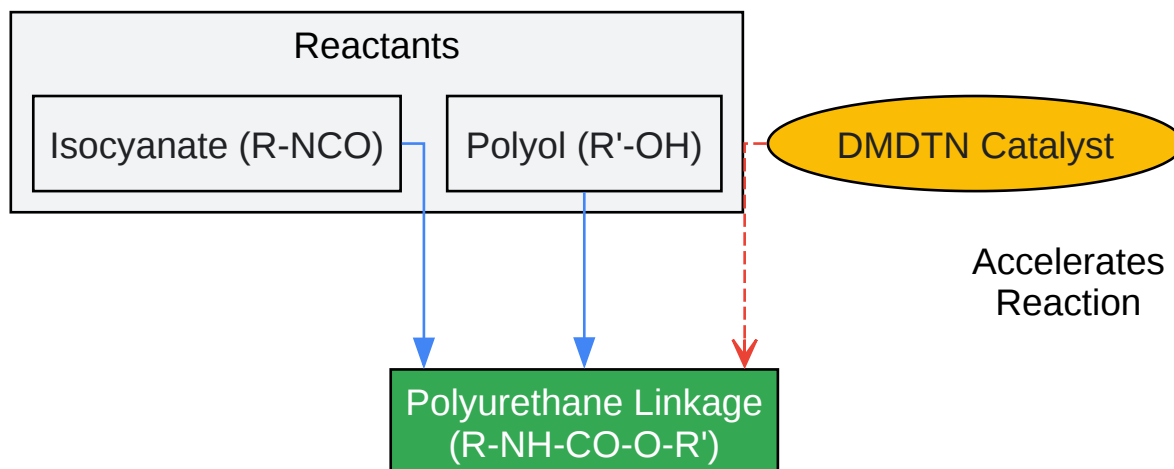 Reactants
Isocyanate (R-NCO)
Polyol (R'-OH)
DMDTN Catalyst
Accelerates
Reaction
Polyurethane Linkage
(R-NH-CO-O-R')